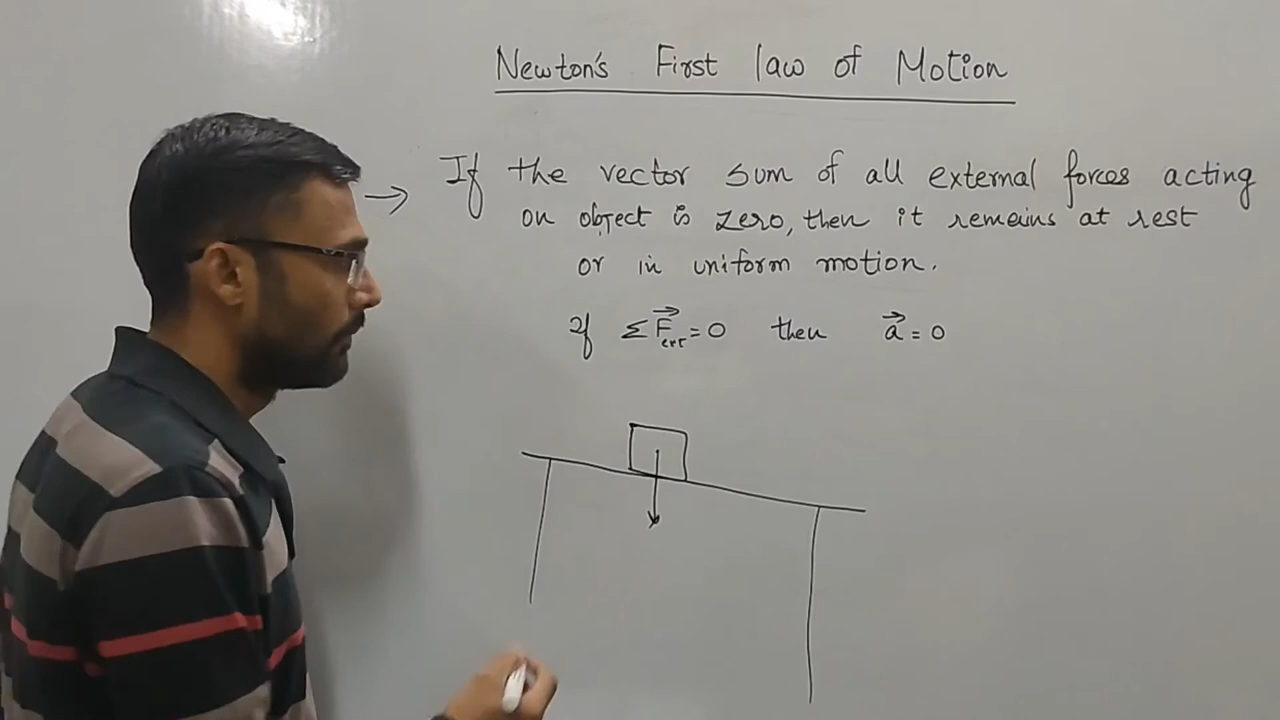 Newton's First law of Motion
→ If the vector sum of all external forces acting
on object is zero, then it remains at rest
or in uniform motion.
If Σ F⃗ext = 0 then a⃗ = 0